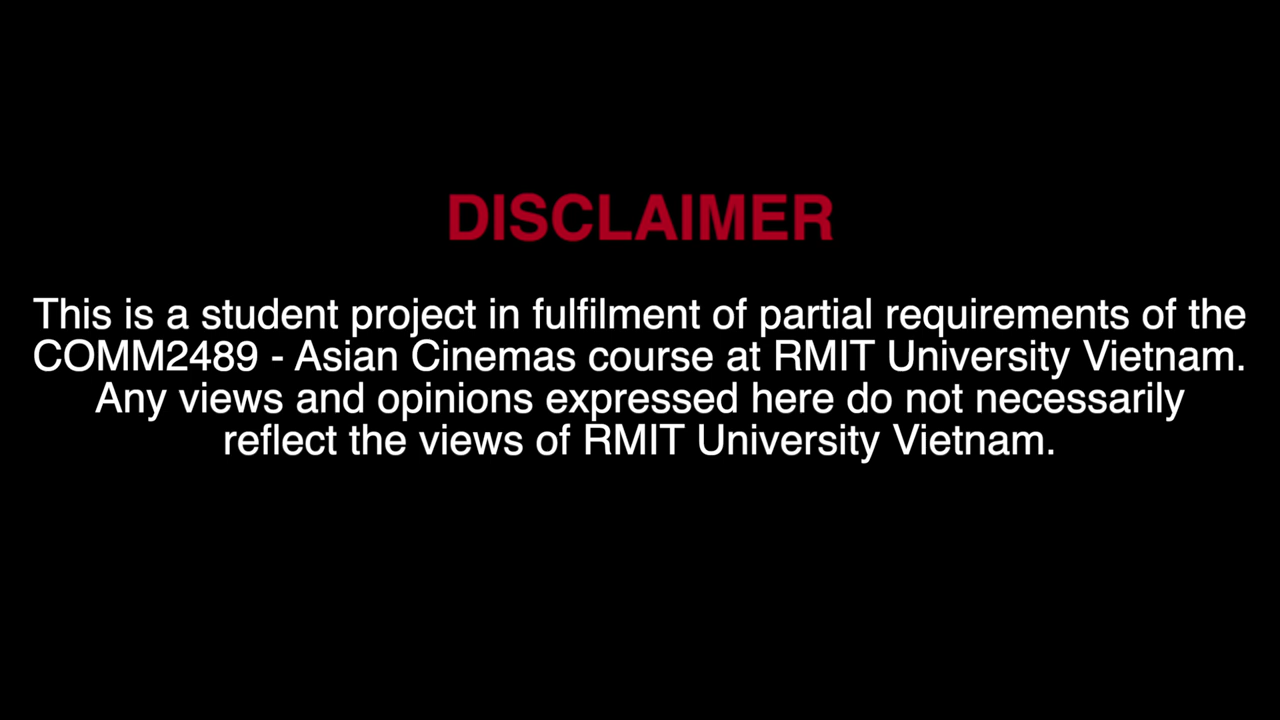 DISCLAIMER
This is a student project in fulfilment of partial requirements of the
COMM2489 - Asian Cinemas course at RMIT University Vietnam.
Any views and opinions expressed here do not necessarily
reflect the views of RMIT University Vietnam.